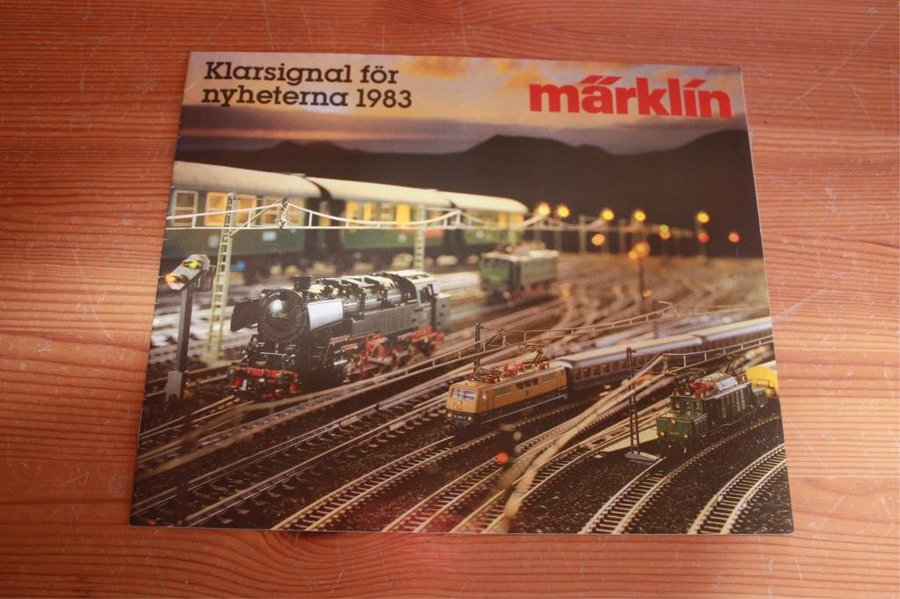 Klarsignal för
nyheterna 1983
märklin